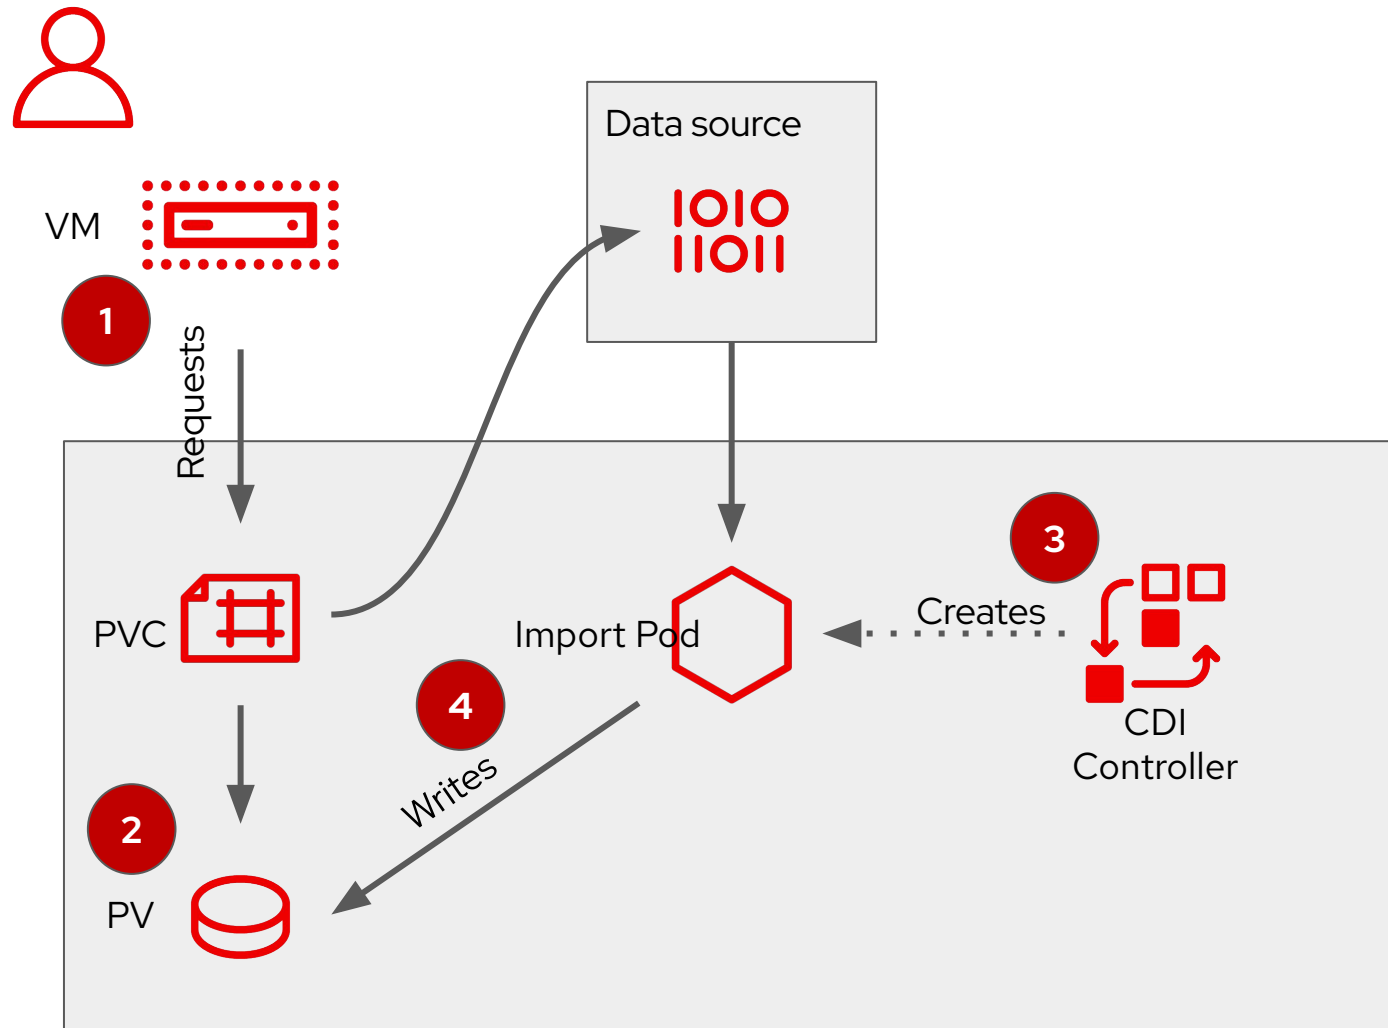 Data source
1010
11011
VM
1
Requests
3
Creates
PVC
Import Pod
4
CDI
Controller
Writes
2
PV